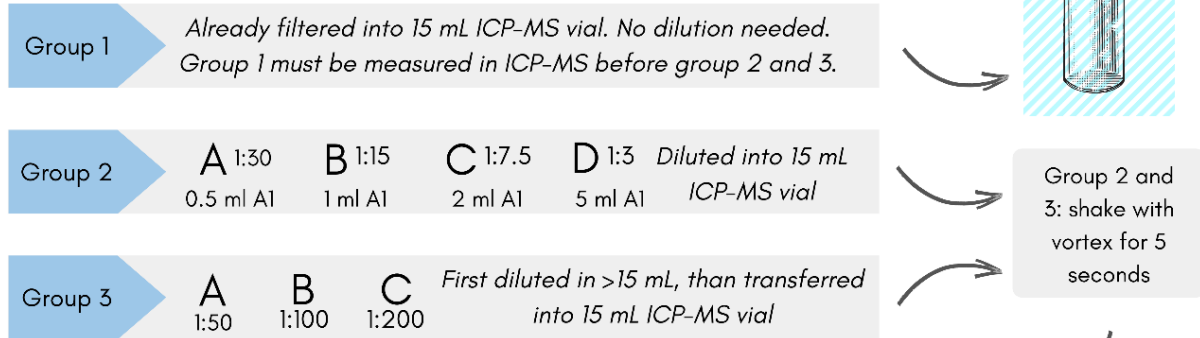 Group 1
Already filtered into 15 mL ICP-MS vial. No dilution needed.
Group 1 must be measured in ICP-MS before group 2 and 3.
Group 2
A 1:30 B 1:15 C 1:7.5 D 1:3
0.5 ml A1 1 ml A1 2 ml A1 5 ml A1
Diluted into 15 mL
ICP-MS vial
Group 3
A B C
1:50 1:100 1:200
First diluted in >15 mL, than transferred
into 15 mL ICP-MS vial
Group 2 and
3: shake with
vortex for 5
seconds